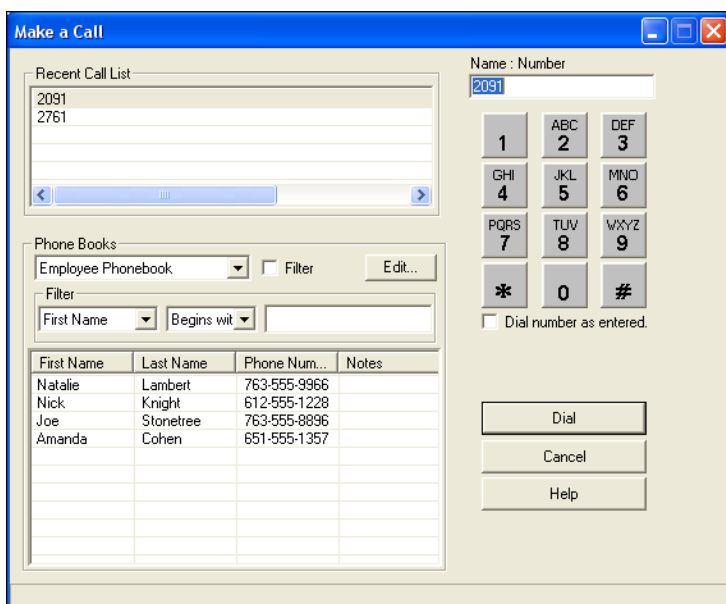 Make a Call
Recent Call List
2091
2761
Name : Number
2091
1
ABC 2
DEF 3
GHI 4
JKL 5
MNO 6
PQRS 7
TUV 8
WXYZ 9
* 0 #
Dial number as entered.
Phone Books
Employee Phonebook Filter Edit...
Filter
First Name Begins wit
First Name Last Name Phone Num... Notes
Natalie Lambert 763-555-9966
Nick Knight 612-555-1228
Joe Stonetree 763-555-8896
Amanda Cohen 651-555-1357
Dial
Cancel
Help